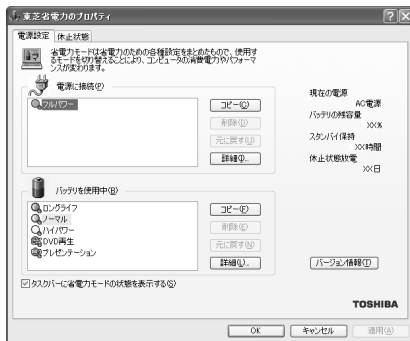 東芝省電力のプロパティ
電源設定 休止状態
省電力モードは省電力のための各種設定をまとめたもので、使用す
るモードを切り替えることにより、コンピュータの消費電力やパフォーマ
ンスが変わります。
電源に接続(P)
フルパワー
コピー(C)
削除(D)
元に戻す(U)
詳細(I)...
現在の電源
AC電源
バッテリの残容量
××%
スタンバイ保持
××時間
休止状態放電
××日
バッテリを使用中(B)
ロングライフ
ノーマル
ハイパワー
DVD再生
プレゼンテーション
コピー(E)
削除(D)
元に戻す(N)
詳細(L)...
バージョン情報(T)
タスクバーに省電力モードの状態を表示する(S)
TOSHIBA
OK キャンセル 適用(A)